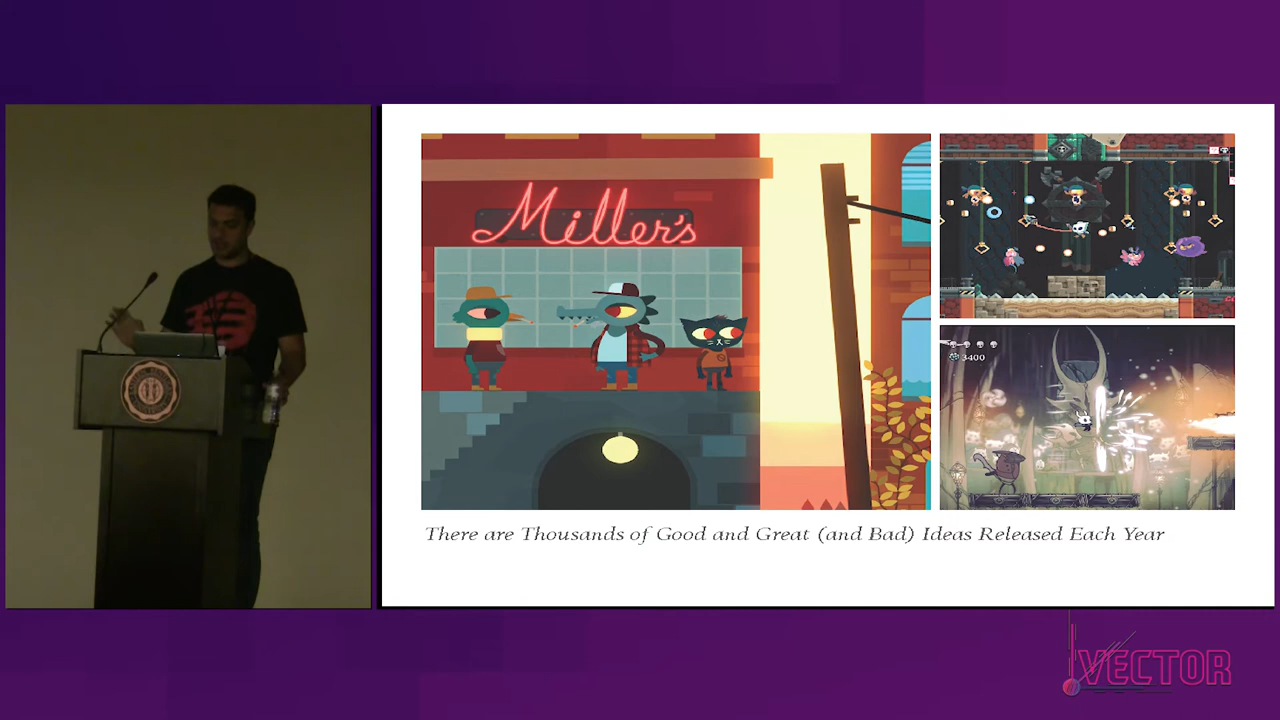 Miller's
3400
There are Thousands of Good and Great (and Bad) Ideas Released Each Year
VECTOR